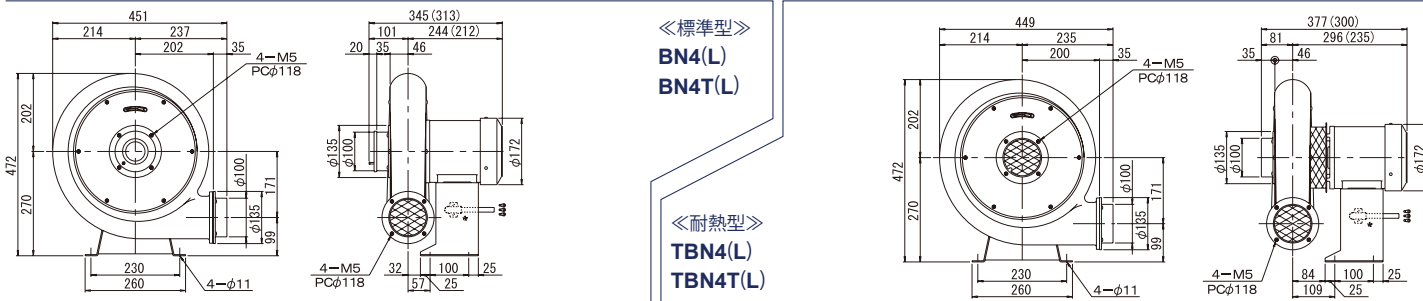 451
214
237
202
35
4－M5
PCφ118
472
202
270
φ100
171
φ135
99
230
260
4－φ11
345(313)
101
244(212)
20
35
46
φ135
φ100
φ172
*
4－M5
PCφ118
32
100
25
57
25
≪標準型≫
BN4(L)
BN4T(L)
≪耐熱型≫
TBN4(L)
TBN4T(L)
449
214
235
200
35
4－M5
PCφ118
472
202
270
φ100
171
φ135
99
230
260
4－φ11
377(300)
81
296(235)
35
46
φ135
φ100
φ172
*
4－M5
PCφ118
84
100
25
109
25